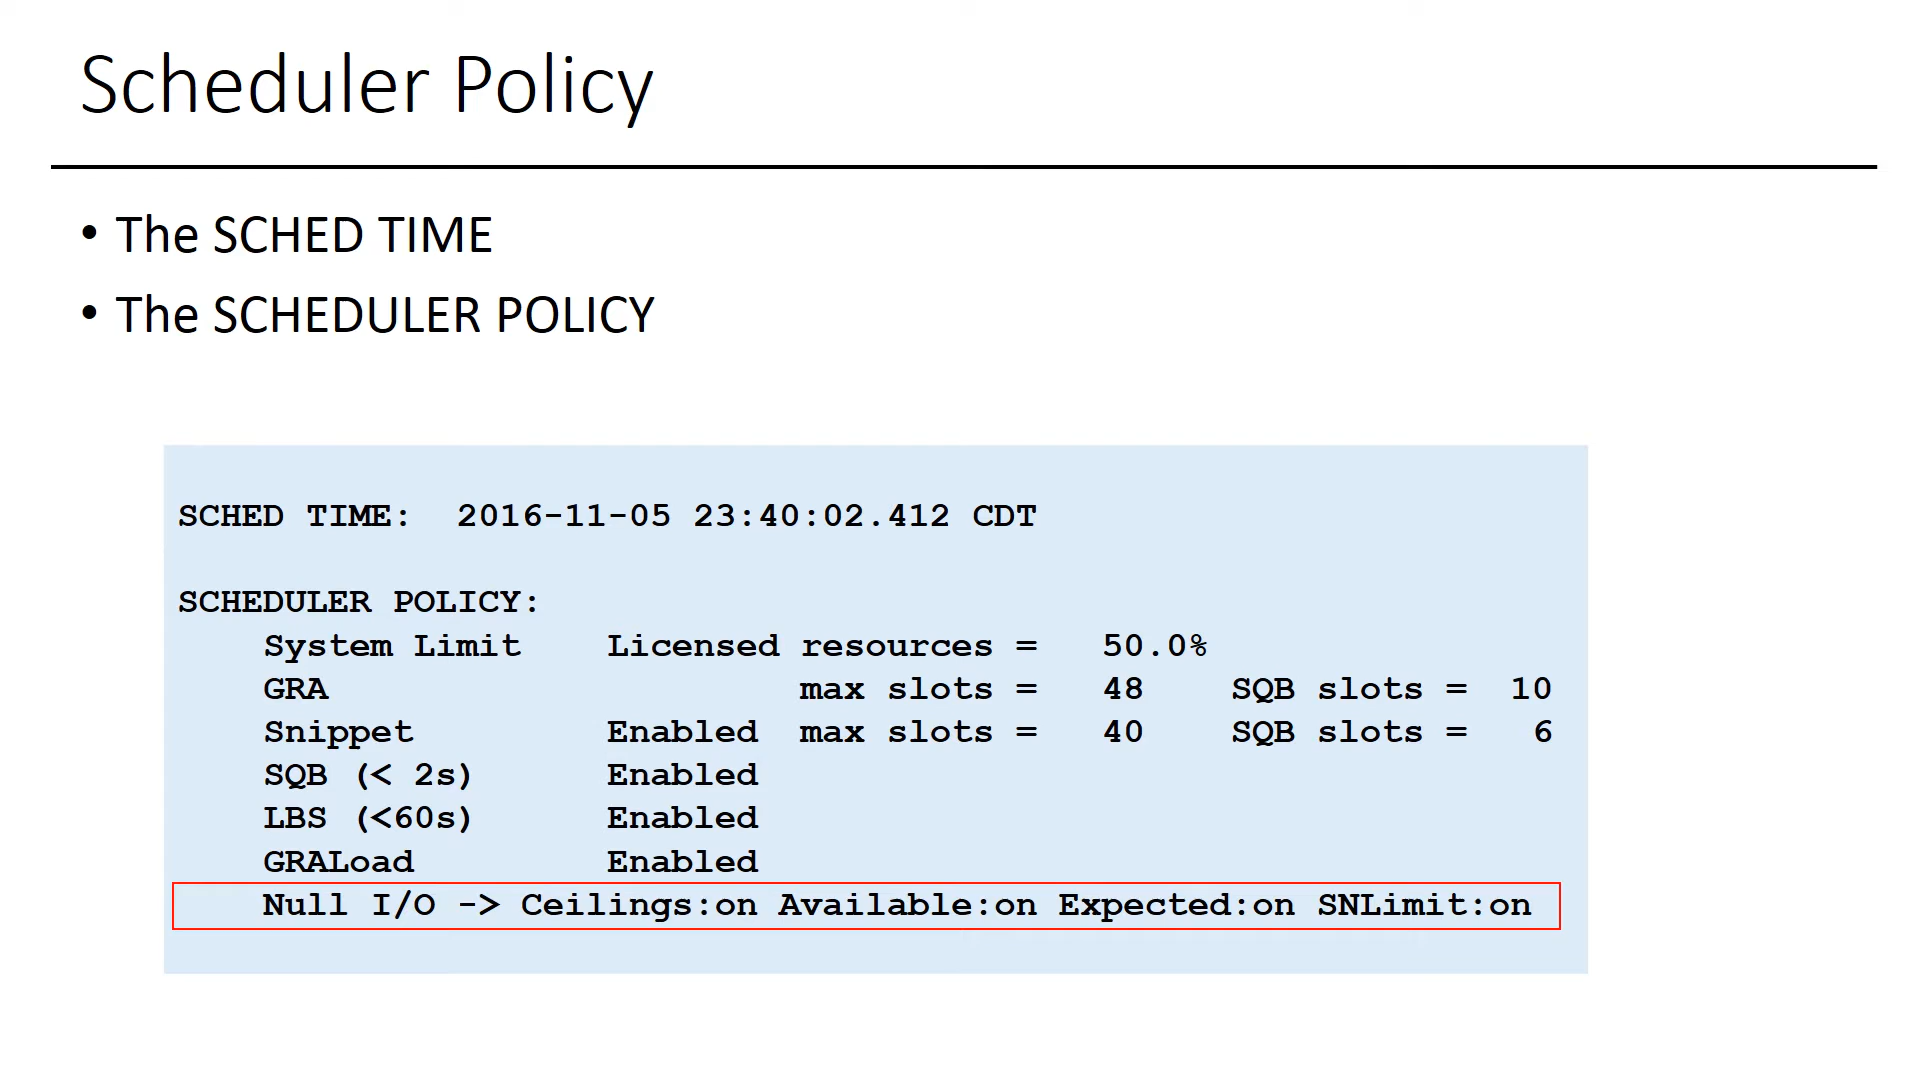 Scheduler Policy
• The SCHED TIME
• The SCHEDULER POLICY
SCHED TIME:  2016-11-05 23:40:02.412 CDT
SCHEDULER POLICY:
    System Limit    Licensed resources =   50.0%
    GRA                      max slots =   48    SQB slots =  10
    Snippet         Enabled  max slots =   40    SQB slots =   6
    SQB (< 2s)      Enabled
    LBS (<60s)      Enabled
    GRALoad         Enabled
    Null I/O -> Ceilings:on Available:on Expected:on SNLimit:on